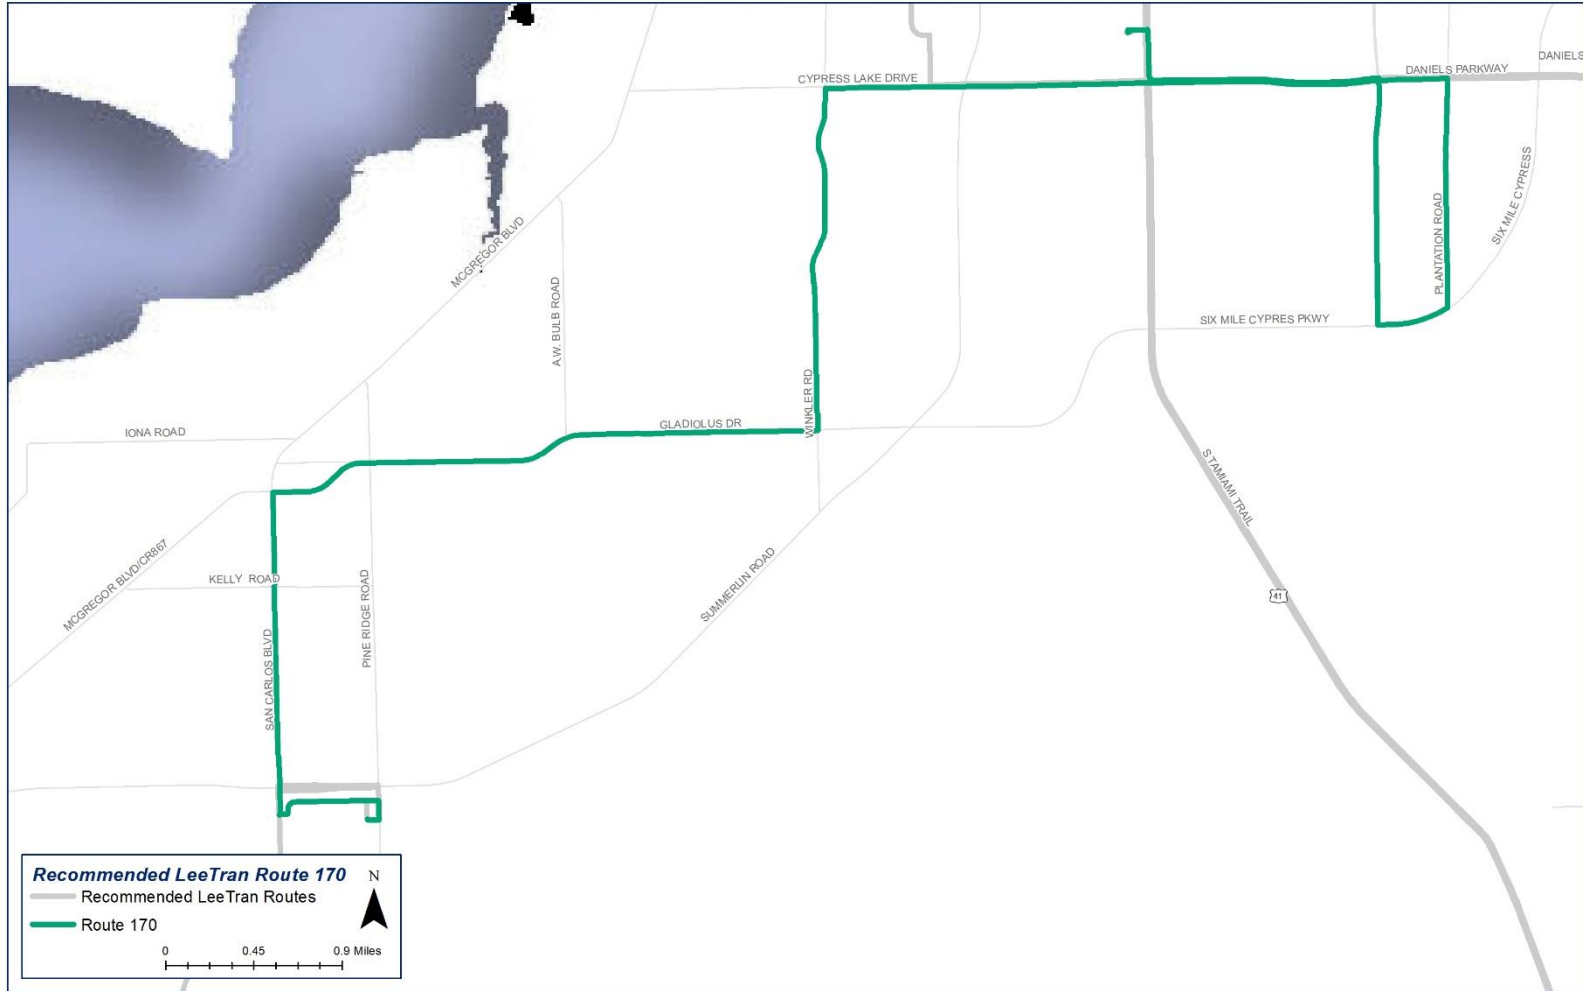 DANIELS
DANIELS PARKWAY
CYPRESS LAKE DRIVE
SIX MILE CYPRESS
PLANTATION ROAD
MCGREGOR BLVD
A.W. BULB ROAD
SIX MILE CYPRES PKWY
WINKLER RD
GLADIOLUS DR
IONA ROAD
S TAMIAMI TRAIL
MCGREGOR BLVD/CR867
KELLY ROAD
PINE RIDGE ROAD
SUMMERLIN ROAD
41
SAN CARLOS BLVD
Recommended LeeTran Route 170
N
Recommended LeeTran Routes
Route 170
0 0.45 0.9 Miles